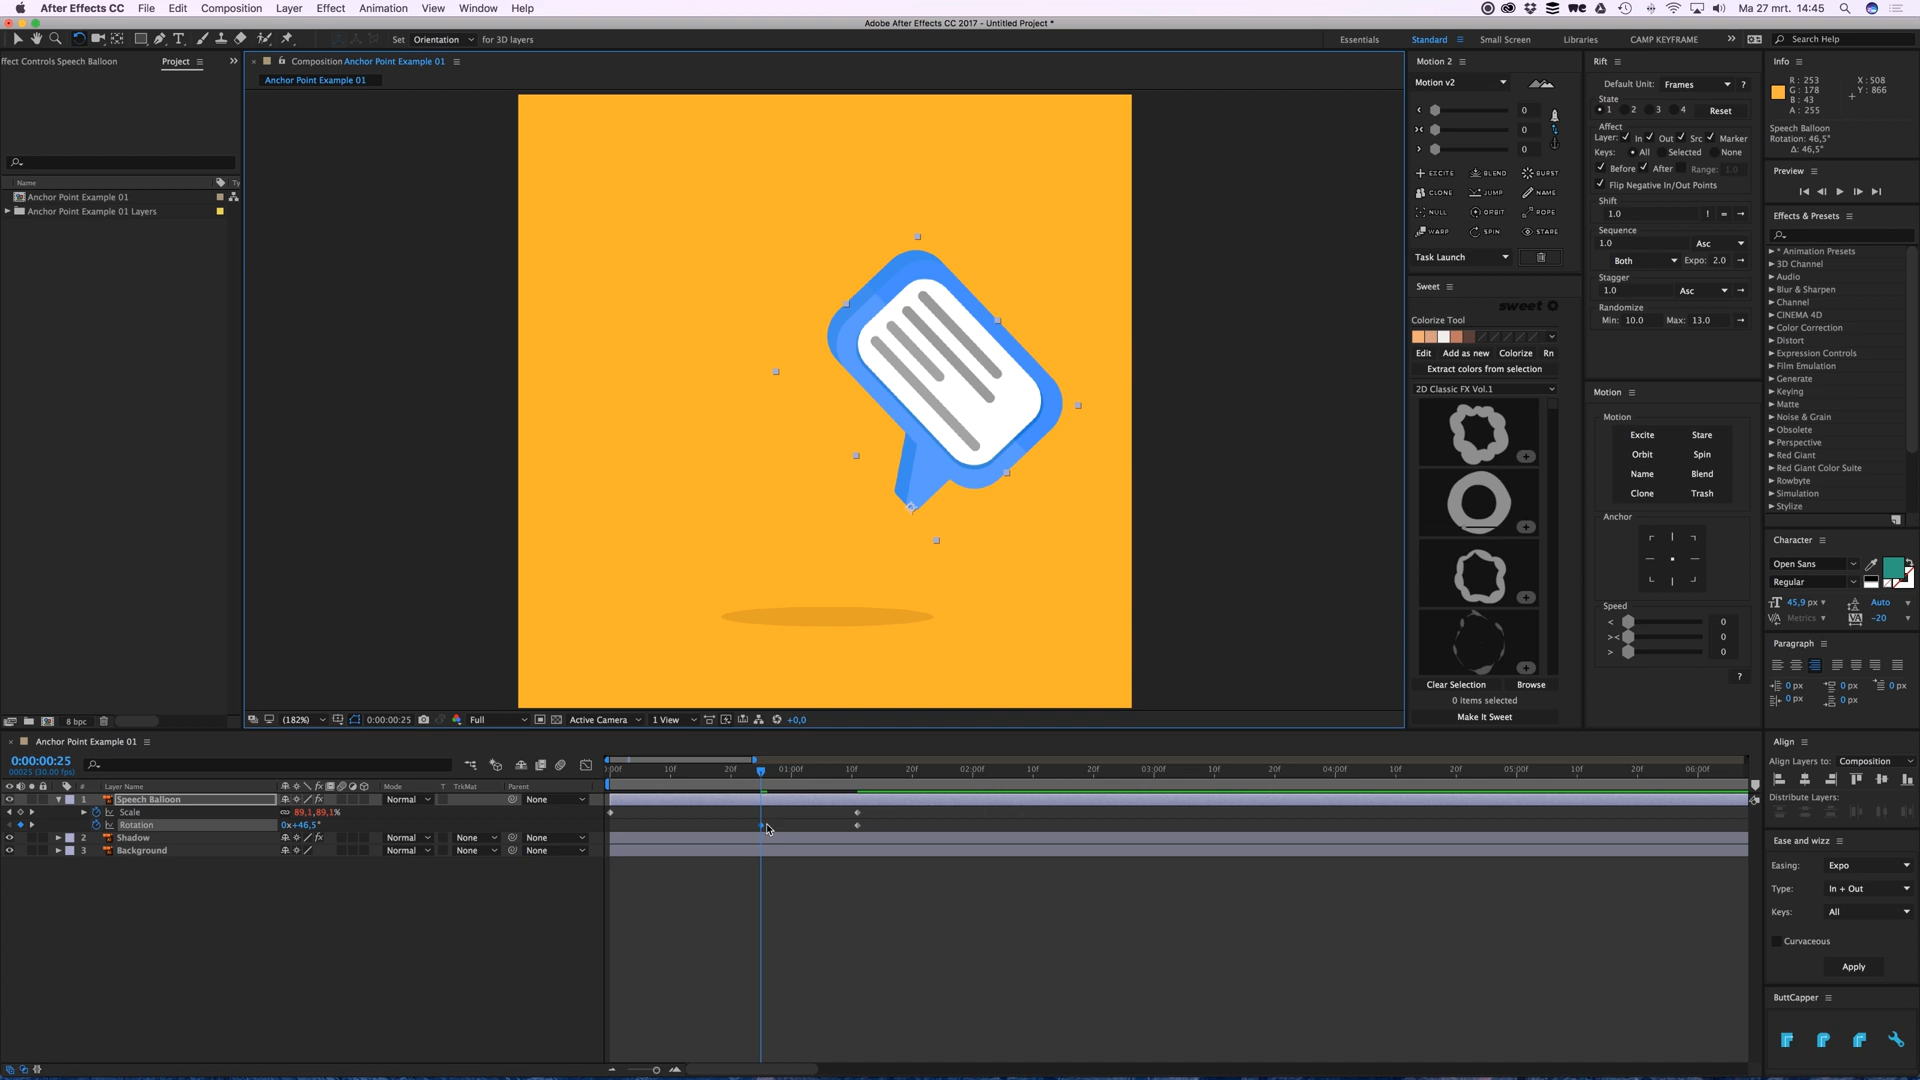 After Effects CC File Edit Composition Layer Effect Animation View Window Help
Ma 27 mrt. 14:45
Adobe After Effects CC 2017 - Untitled Project *
Set Orientation for 3D layers
Essentials Standard Small Screen Libraries CAMP KEYFRAME Search Help
ffect Controls Speech Balloon Project
Composition Anchor Point Example 01
Anchor Point Example 01
Name Ty
Anchor Point Example 01
Anchor Point Example 01 Layers
8 bpc
(182%) 0:00:00:25 Full Active Camera 1 View +0,0
Motion 2
Motion v2
0
0
0
EXCITE BLEND BURST
CLONE JUMP NAME
NULL ORBIT ROPE
WARP SPIN STARE
Task Launch
Sweet
sweet
Colorize Tool
Edit Add as new Colorize Rn
Extract colors from selection
2D Classic FX Vol.1
Clear Selection Browse
0 items selected
Make It Sweet
Rift
Default Unit: Frames ?
State
1 2 3 4 Reset
Affect
Layer: In Out Src Marker
Keys: All Selected None
Before After Range: 1.0
Flip Negative In/Out Points
Shift
1.0 ! = →
Sequence
1.0 Asc
Both Expo: 2.0 →
Stagger
1.0 Asc →
Randomize
Min: 10.0 Max: 13.0 →
Motion
Motion
Excite Stare
Orbit Spin
Name Blend
Clone Trash
Anchor
Speed
< 0
>< 0
> 0
?
Info
R : 253
G : 178
B : 43
A : 255
X : 508
Y : 866
Speech Balloon
Rotation: 46,5°
Δ: 46,5°
Preview
Effects & Presets
* Animation Presets
3D Channel
Audio
Blur & Sharpen
Channel
CINEMA 4D
Color Correction
Distort
Expression Controls
Film Emulation
Generate
Keying
Matte
Noise & Grain
Obsolete
Perspective
Red Giant
Red Giant Color Suite
Rowbyte
Simulation
Stylize
Character
Open Sans
Regular
45,9 px Auto
Metrics -20
Paragraph
0 px 0 px 0 px
0 px 0 px
Align
Align Layers to: Composition
Distribute Layers:
Ease and wizz
Easing: Expo
Type: In + Out
Keys: All
Curvaceous
Apply
ButtCapper
Anchor Point Example 01
0:00:00:25
00025 (30.00 fps)
# Layer Name Mode T TrkMat Parent
:00f 10f 20f 01:00f 10f 20f 02:00f 10f 20f 03:00f 10f 20f 04:00f 10f 20f 05:00f 10f 20f 06:00f
1 Speech Balloon Normal None
Scale 89,1,89,1%
Rotation 0x+46,5°
2 Shadow Normal None None
3 Background Normal None None